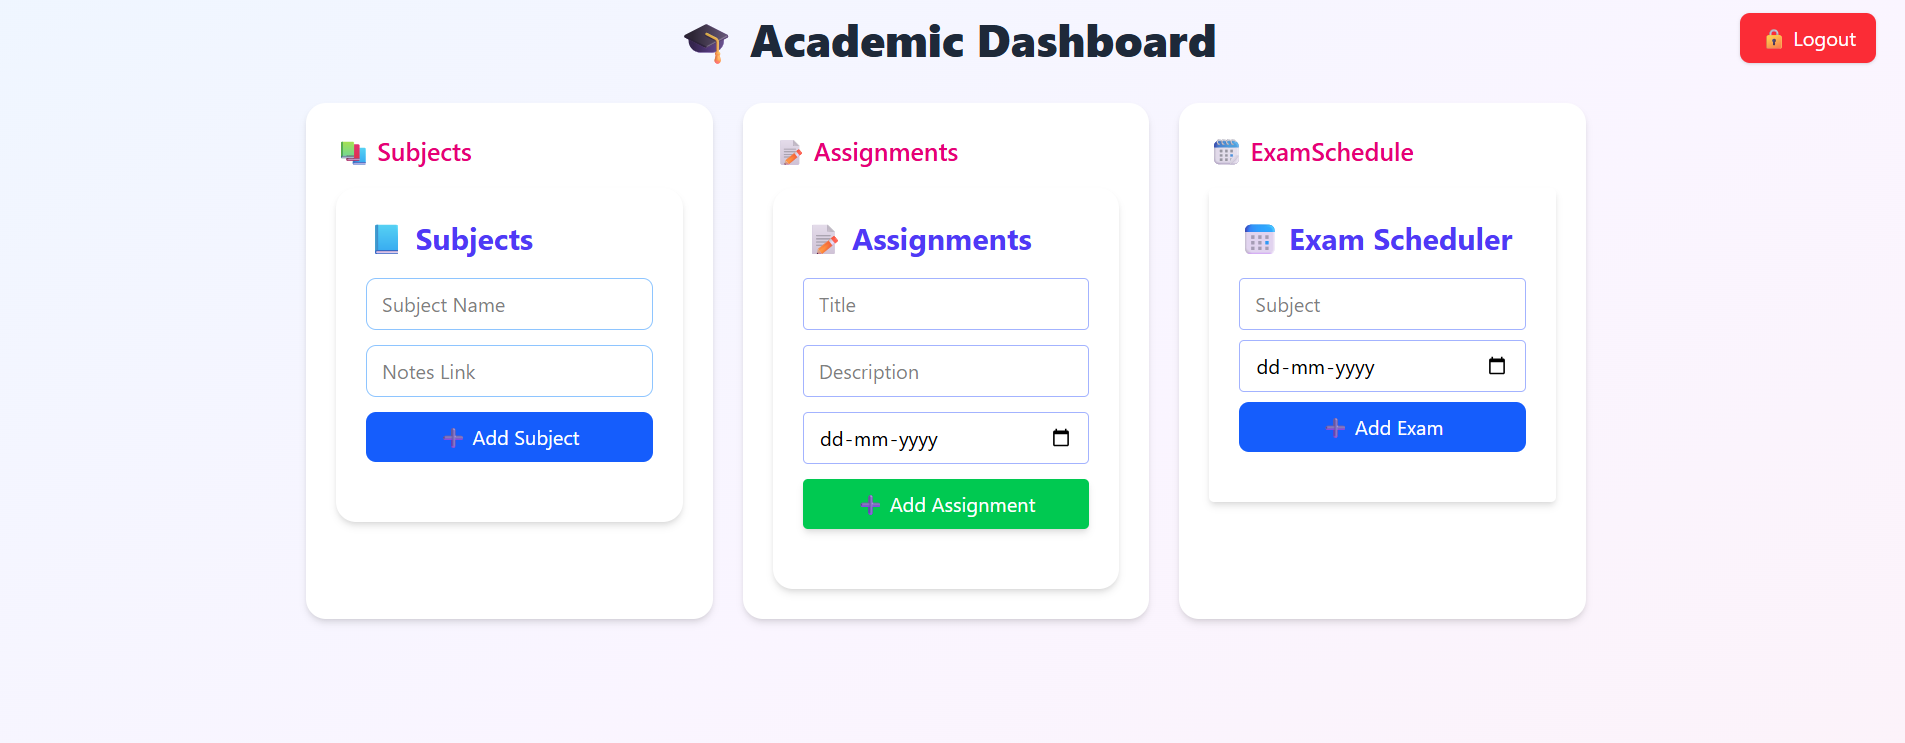 Academic Dashboard
Logout
Subjects
Subjects
Subject Name
Notes Link
Add Subject
Assignments
Assignments
Title
Description
dd-mm-yyyy
Add Assignment
ExamSchedule
Exam Scheduler
Subject
dd-mm-yyyy
Add Exam